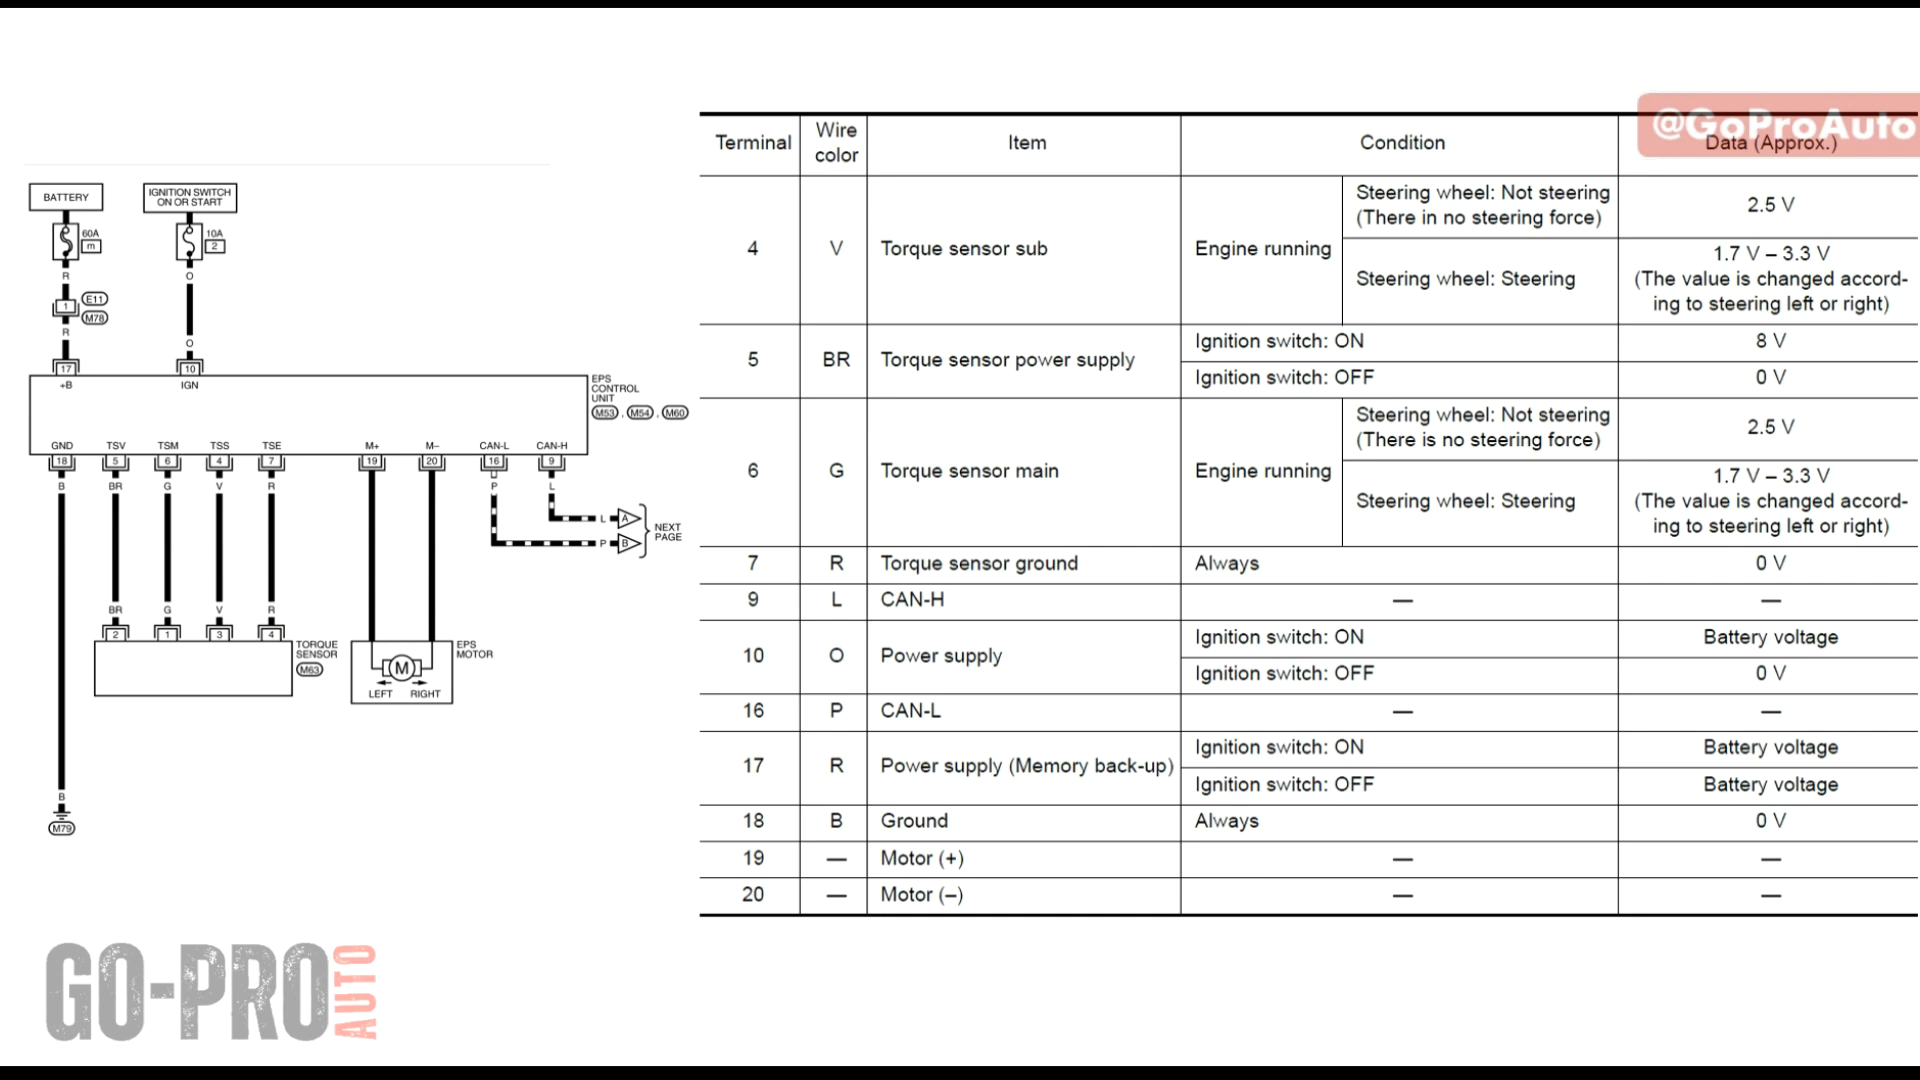 @GoProAuto
BATTERY
IGNITION SWITCH
ON OR START
60A
m
10A
2
R
O
1
E11
M78
R
O
17
10
+B
IGN
EPS
CONTROL
UNIT
M53 , M54 , M60
GND TSV TSM TSS TSE M+ M– CAN-L CAN-H
18 5 6 4 7 19 20 16 9
B BR G V R P L
L A
P B
NEXT
PAGE
BR G V R
2 1 3 4
TORQUE
SENSOR
M63
M
LEFT RIGHT
EPS
MOTOR
B
M79
Terminal Wire color Item Condition Data (Approx.)
4 V Torque sensor sub Engine running
Steering wheel: Not steering
(There in no steering force)
2.5 V
Steering wheel: Steering
1.7 V – 3.3 V
(The value is changed accord-
ing to steering left or right)
5 BR Torque sensor power supply
Ignition switch: ON 8 V
Ignition switch: OFF 0 V
6 G Torque sensor main Engine running
Steering wheel: Not steering
(There is no steering force)
2.5 V
Steering wheel: Steering
1.7 V – 3.3 V
(The value is changed accord-
ing to steering left or right)
7 R Torque sensor ground Always 0 V
9 L CAN-H — —
10 O Power supply
Ignition switch: ON Battery voltage
Ignition switch: OFF 0 V
16 P CAN-L — —
17 R Power supply (Memory back-up)
Ignition switch: ON Battery voltage
Ignition switch: OFF Battery voltage
18 B Ground Always 0 V
19 — Motor (+) — —
20 — Motor (–) — —
GO-PRO
AUTO